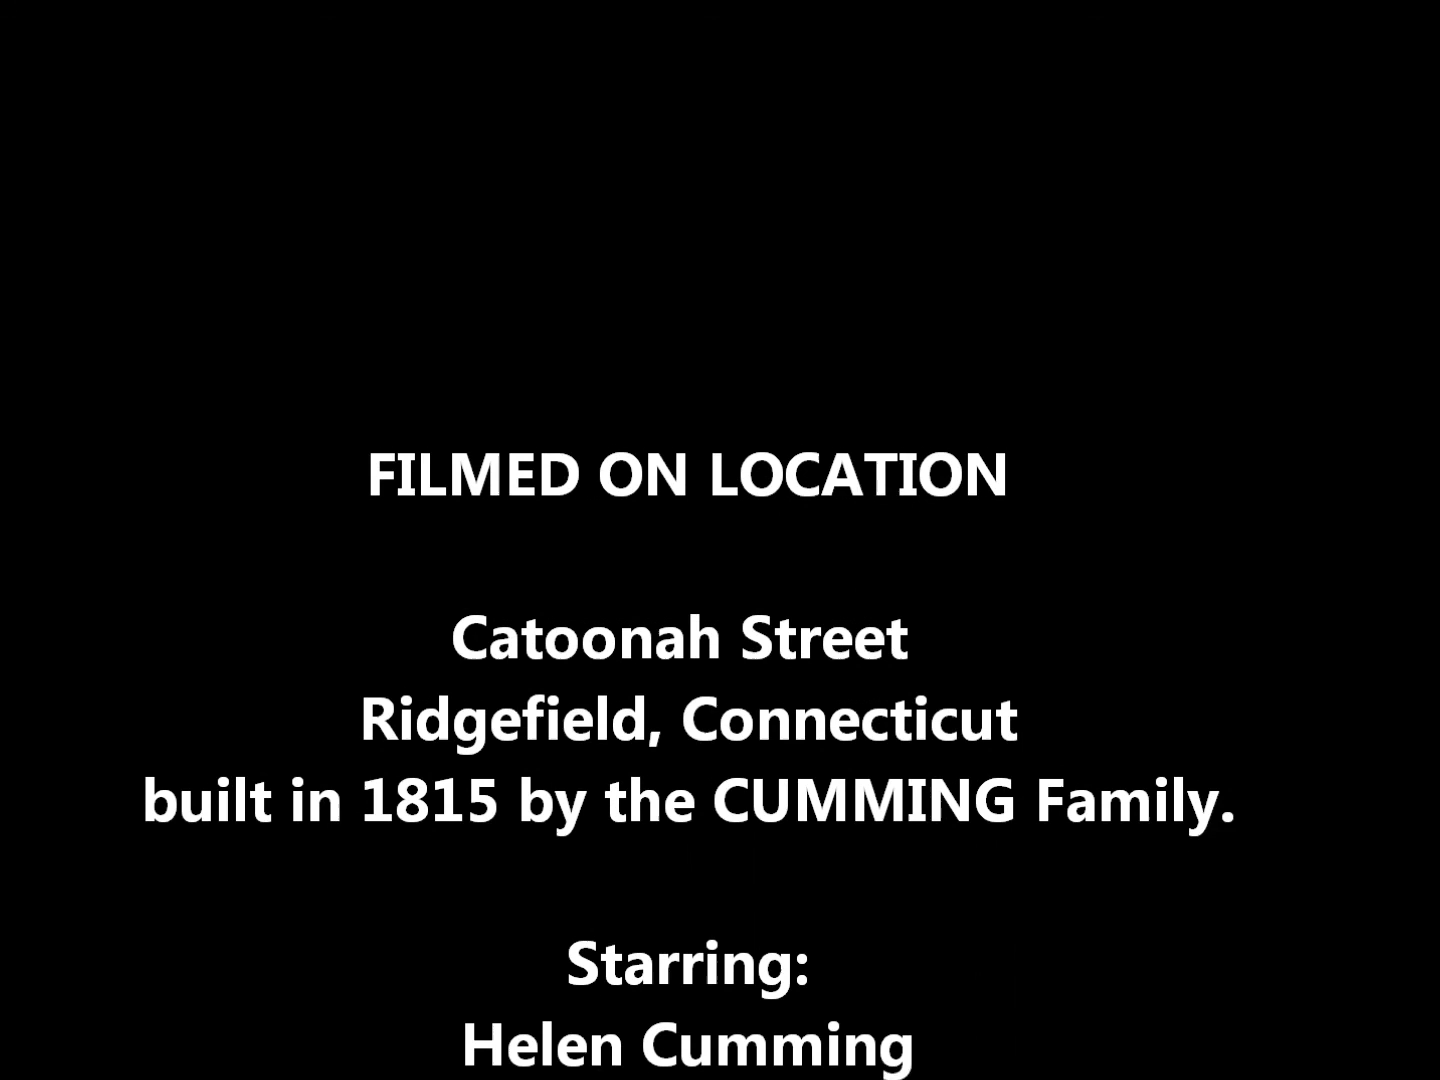 FILMED ON LOCATION
Catoonah Street
Ridgefield, Connecticut
built in 1815 by the CUMMING Family.
Starring:
Helen Cumming